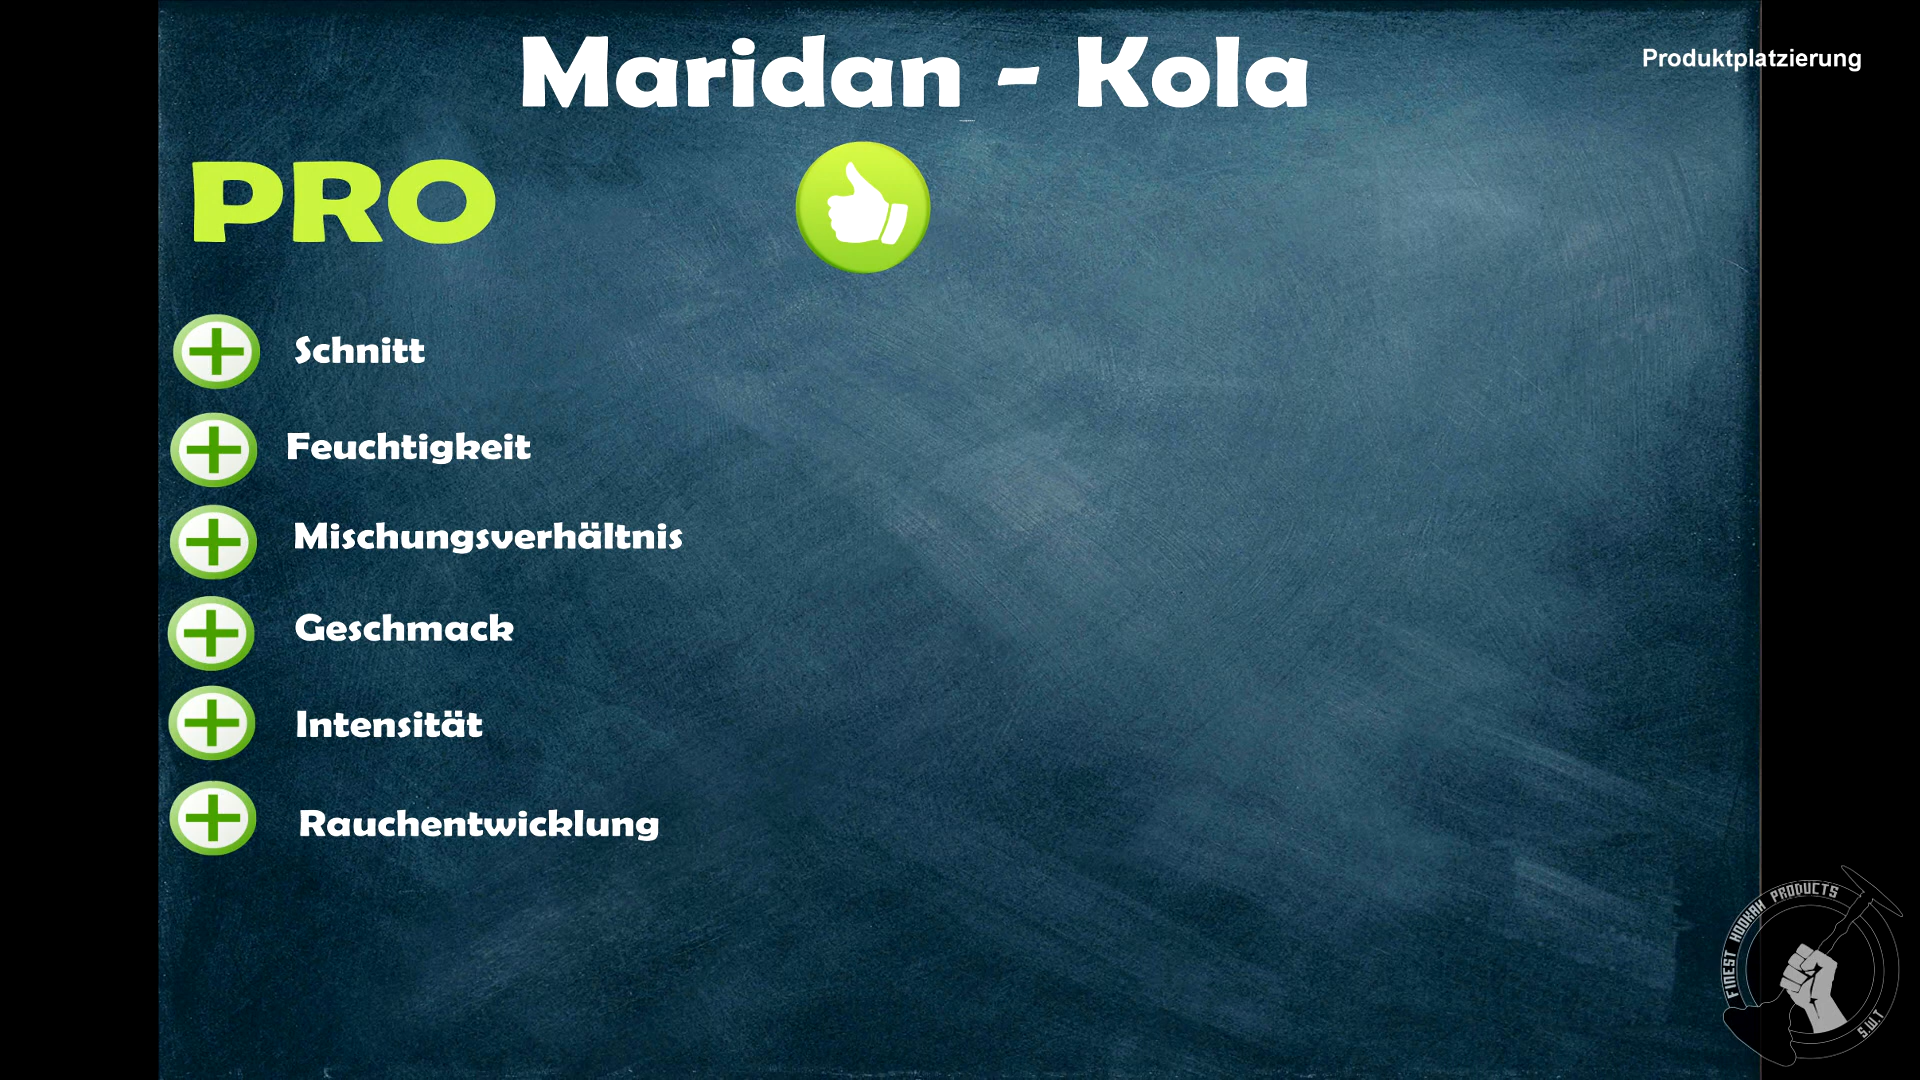 Maridan - Kola
Produktplatzierung
PRO
Schnitt
Feuchtigkeit
Mischungsverhältnis
Geschmack
Intensität
Rauchentwicklung
FINEST HOOKAH PRODUCTS
S.W.T